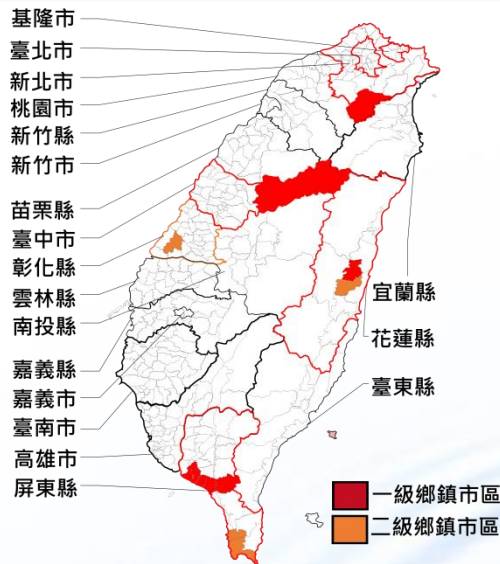 基隆市
臺北市
新北市
桃園市
新竹縣
新竹市
苗栗縣
臺中市
彰化縣
雲林縣
南投縣
嘉義縣
嘉義市
臺南市
高雄市
屏東縣
宜蘭縣
花蓮縣
臺東縣
一級鄉鎮市區
二級鄉鎮市區